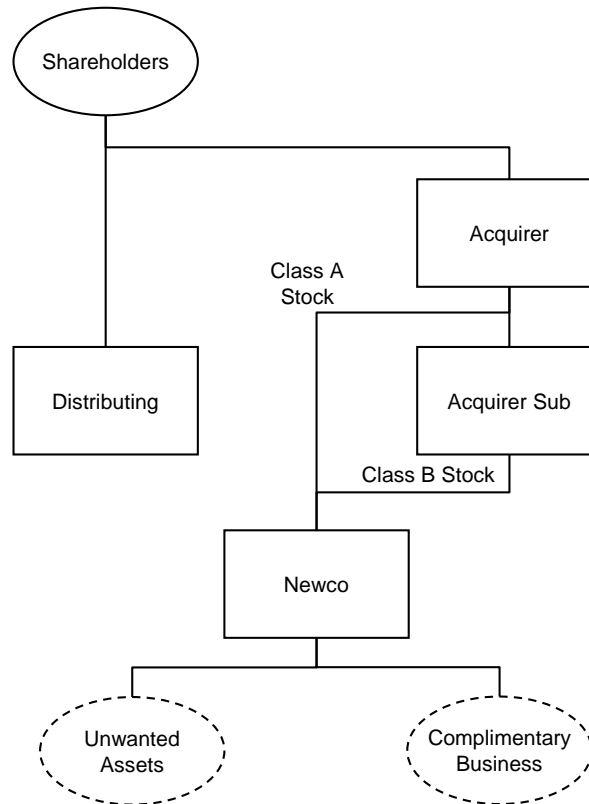 Shareholders
Acquirer
Class A
Stock
Distributing
Acquirer Sub
Class B Stock
Newco
Unwanted
Assets
Complimentary
Business